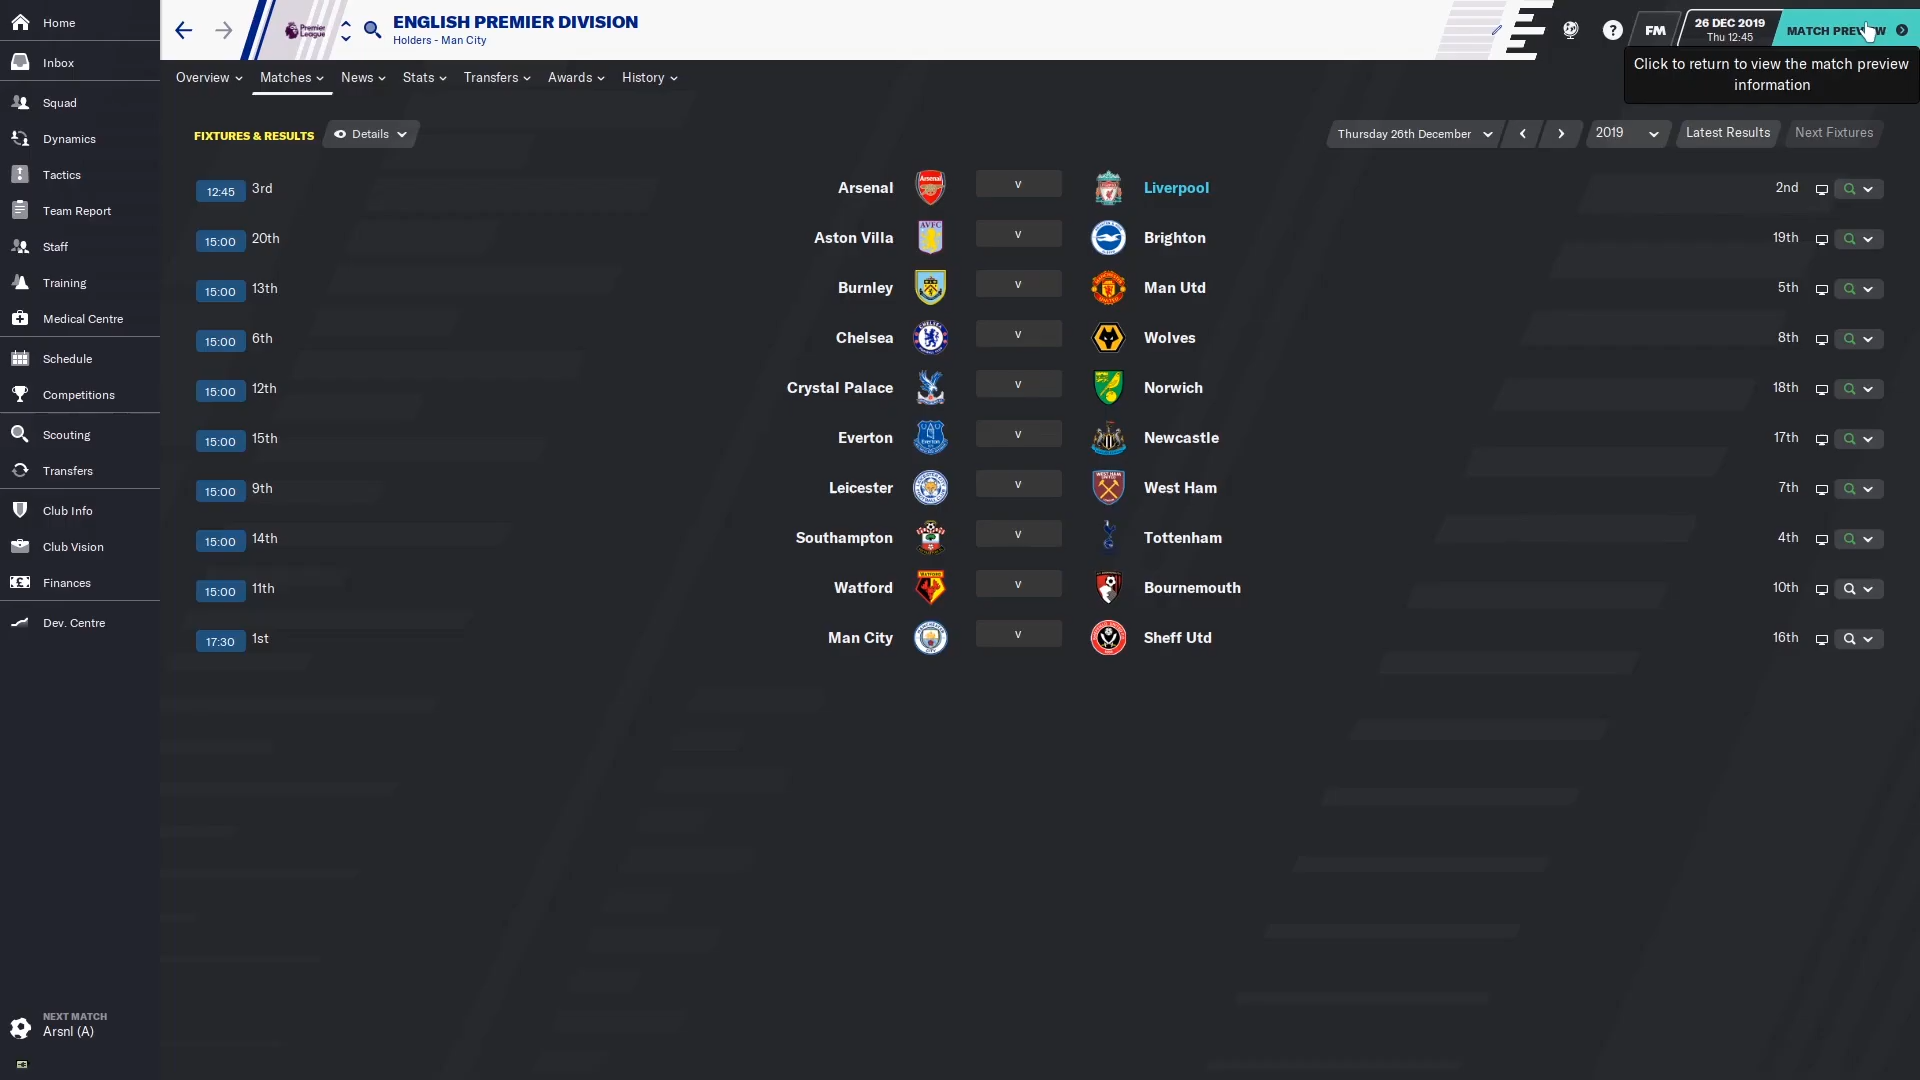 Home
Inbox
Squad
Dynamics
Tactics
Team Report
Staff
Training
Medical Centre
Schedule
Competitions
Scouting
Transfers
Club Info
Club Vision
Finances
Dev. Centre
NEXT MATCH
Arsnl (A)
Premier League
ENGLISH PREMIER DIVISION
Holders - Man City
FM
26 DEC 2019
Thu 12:45
MATCH PREVIEW
Click to return to view the match preview
information
Overview Matches News Stats Transfers Awards History
FIXTURES & RESULTS Details Thursday 26th December 2019 Latest Results Next Fixtures
12:45 3rd Arsenal v Liverpool 2nd
15:00 20th Aston Villa v Brighton 19th
15:00 13th Burnley v Man Utd 5th
15:00 6th Chelsea v Wolves 8th
15:00 12th Crystal Palace v Norwich 18th
15:00 15th Everton v Newcastle 17th
15:00 9th Leicester v West Ham 7th
15:00 14th Southampton v Tottenham 4th
15:00 11th Watford v Bournemouth 10th
17:30 1st Man City v Sheff Utd 16th